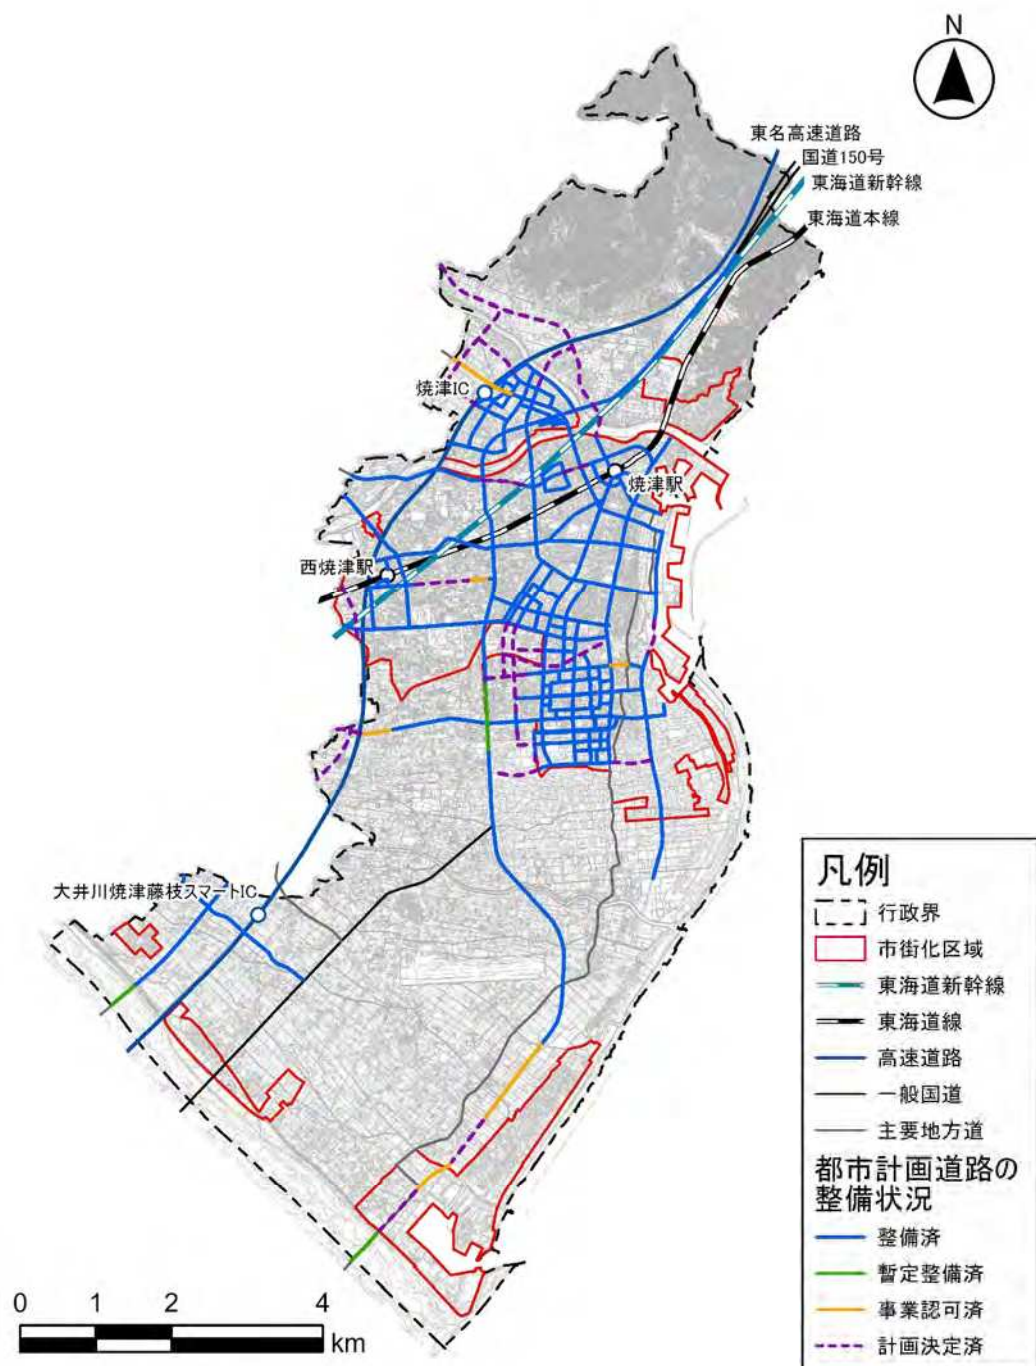 N
東名高速道路
国道150号
東海道新幹線
東海道本線
焼津IC
焼津駅
西焼津駅
大井川焼津藤枝スマートIC
凡例
行政界
市街化区域
東海道新幹線
東海道線
高速道路
一般国道
主要地方道
都市計画道路の
整備状況
整備済
暫定整備済
事業認可済
計画決定済
0 1 2 4
km